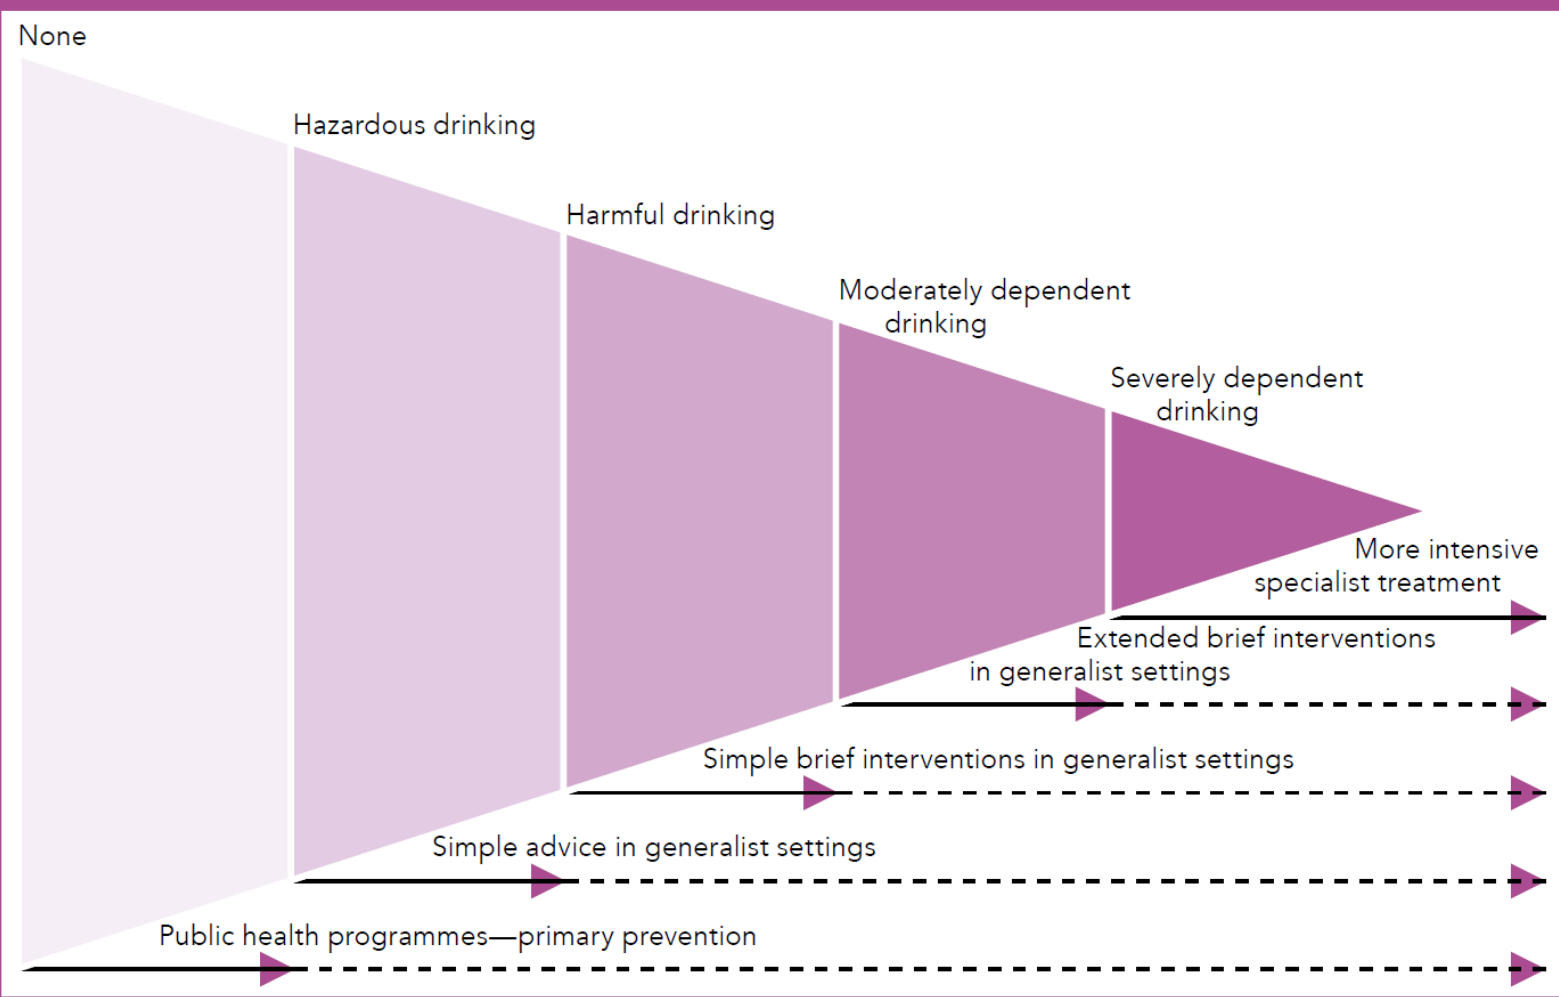 None
Hazardous drinking
Harmful drinking
Moderately dependent
drinking
Severely dependent
drinking
More intensive
specialist treatment
Extended brief interventions
in generalist settings
Simple brief interventions in generalist settings
Simple advice in generalist settings
Public health programmes—primary prevention